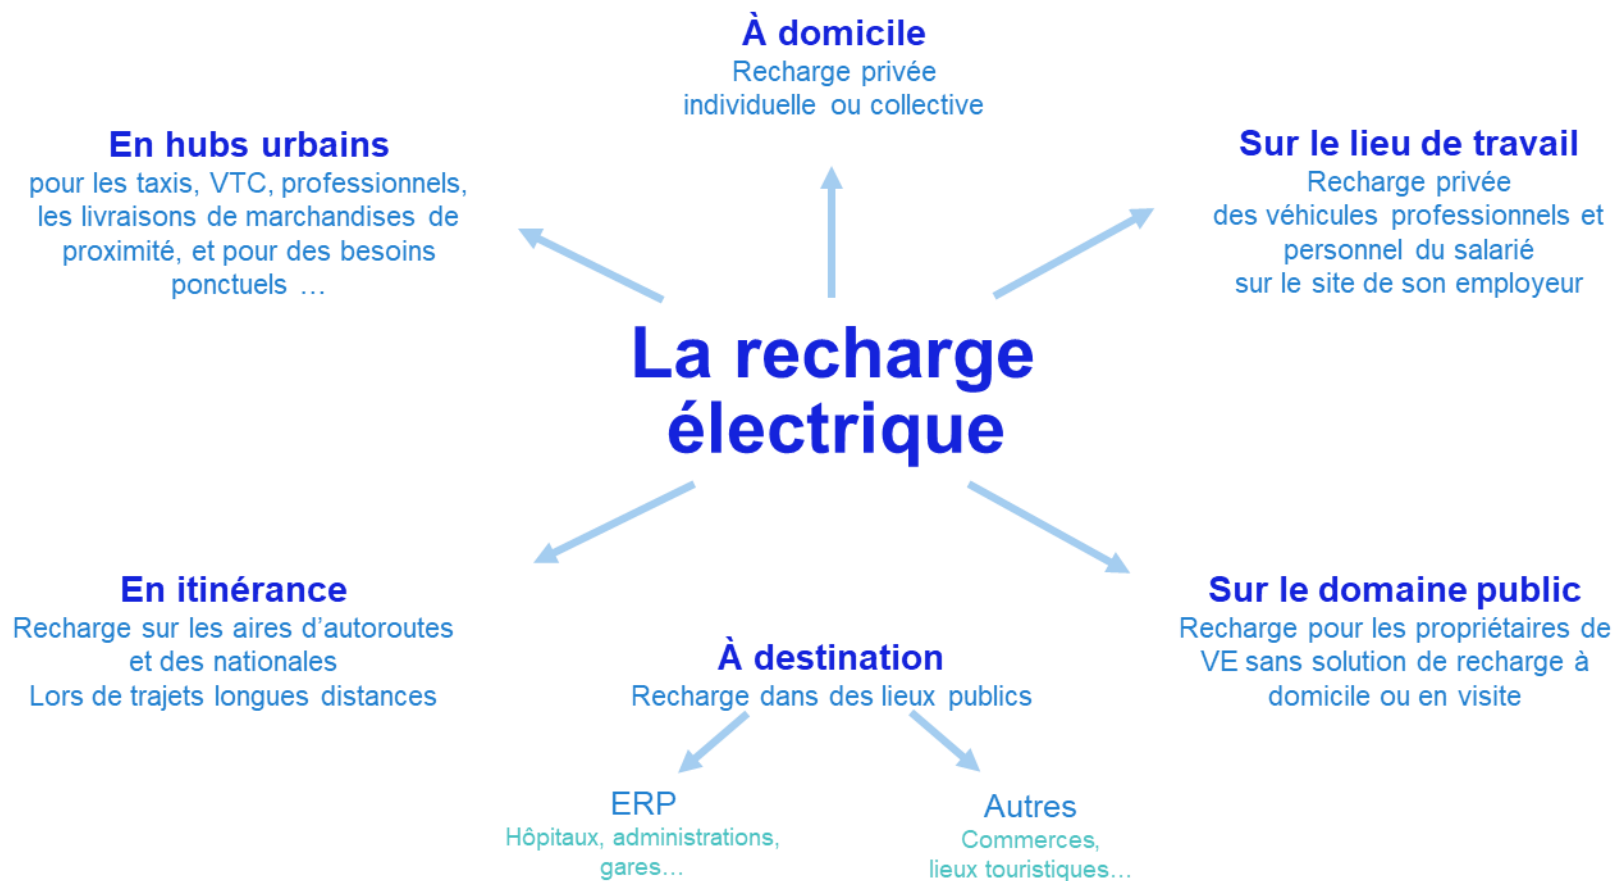 À domicile
Recharge privée
individuelle ou collective
En hubs urbains
pour les taxis, VTC, professionnels,
les livraisons de marchandises de
proximité, et pour des besoins
ponctuels …
Sur le lieu de travail
Recharge privée
des véhicules professionnels et
personnel du salarié
sur le site de son employeur
La recharge
électrique
En itinérance
Recharge sur les aires d’autoroutes
et des nationales
Lors de trajets longues distances
À destination
Recharge dans des lieux publics
Sur le domaine public
Recharge pour les propriétaires de
VE sans solution de recharge à
domicile ou en visite
ERP
Hôpitaux, administrations,
gares…
Autres
Commerces,
lieux touristiques…